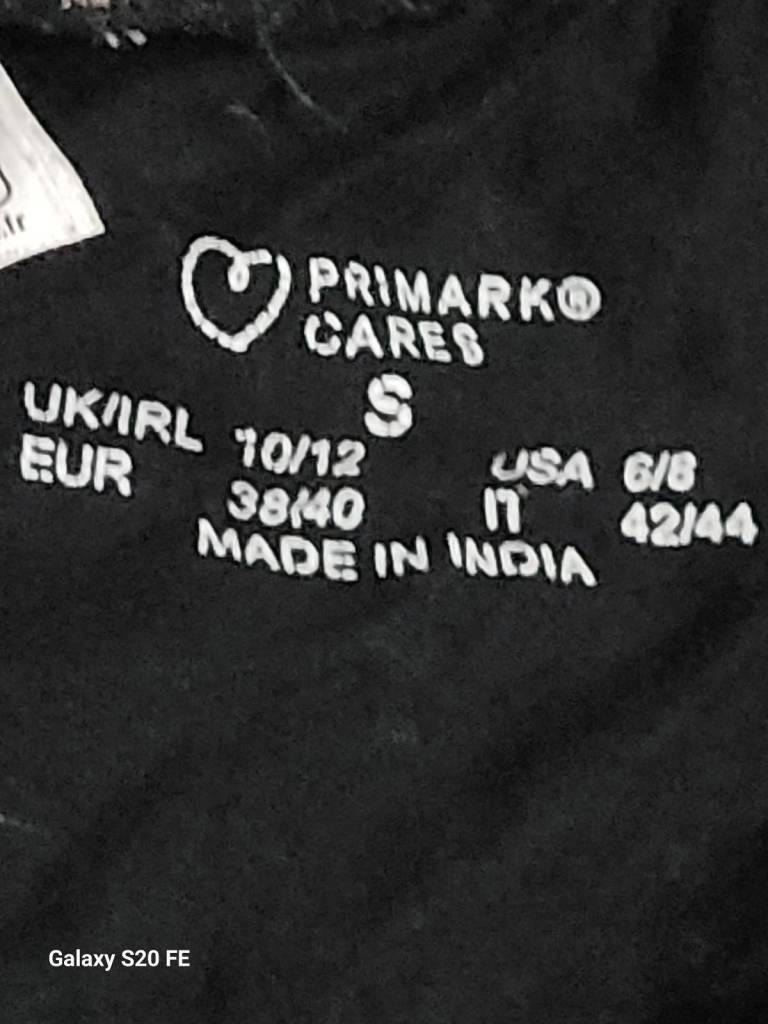 PRIMARK®
CARES
S
UK/IRL 10/12 USA 6/8
EUR 38/40 IT 42/44
MADE IN INDIA
Galaxy S20 FE